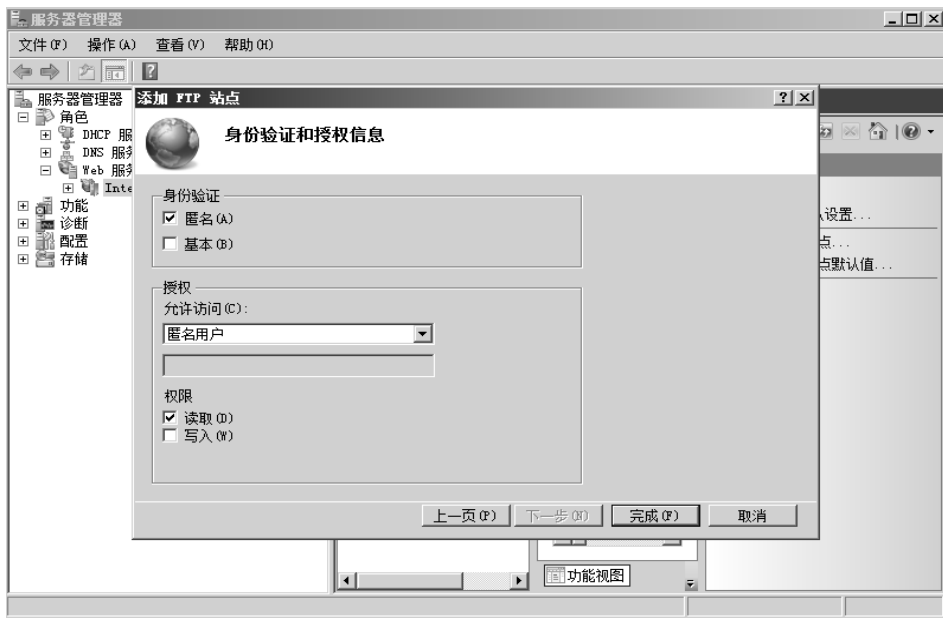 服务器管理器
文件(F) 操作(A) 查看(V) 帮助(H)
服务器管理器
角色
DHCP 服
DNS 服务
Web 服务
Inte
功能
诊断
配置
存储
添加 FTP 站点
身份验证和授权信息
身份验证
匿名(A)
基本(B)
授权
允许访问(C):
匿名用户
权限
读取(D)
写入(W)
上一页(P) 下一步(N) 完成(F) 取消
设置...
点...
点默认值...
功能视图